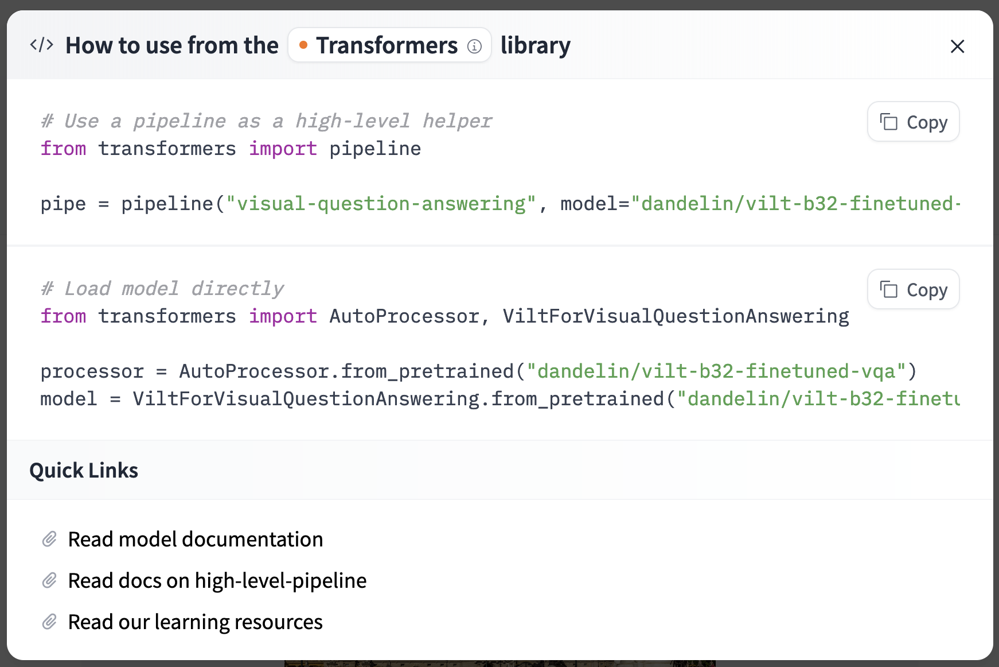 </> How to use from the Transformers library
# Use a pipeline as a high-level helper
Copy
from transformers import pipeline
pipe = pipeline("visual-question-answering", model="dandelin/vilt-b32-finetuned-
# Load model directly
Copy
from transformers import AutoProcessor, ViltForVisualQuestionAnswering
processor = AutoProcessor.from_pretrained("dandelin/vilt-b32-finetuned-vqa")
model = ViltForVisualQuestionAnswering.from_pretrained("dandelin/vilt-b32-finetu
Quick Links
Read model documentation
Read docs on high-level-pipeline
Read our learning resources